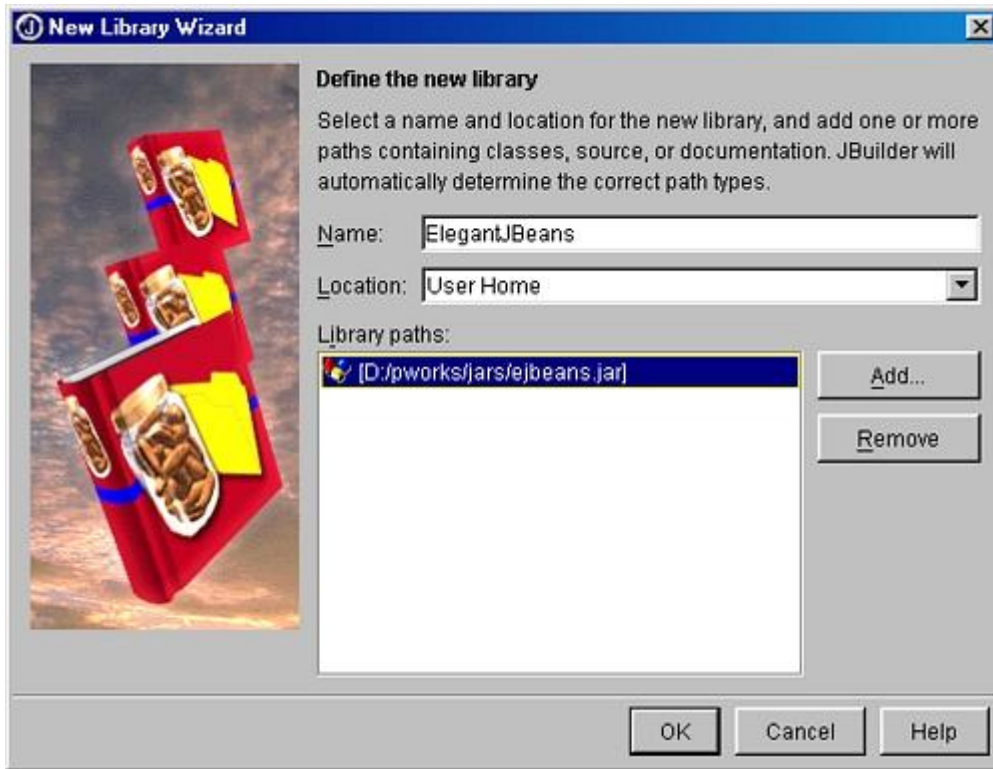 New Library Wizard
Define the new library
Select a name and location for the new library, and add one or more
paths containing classes, source, or documentation. JBuilder will
automatically determine the correct path types.
Name: ElegantJBeans
Location: User Home
Library paths:
[D:/pworks/jars/ejbeans.jar]
Add...
Remove
OK Cancel Help